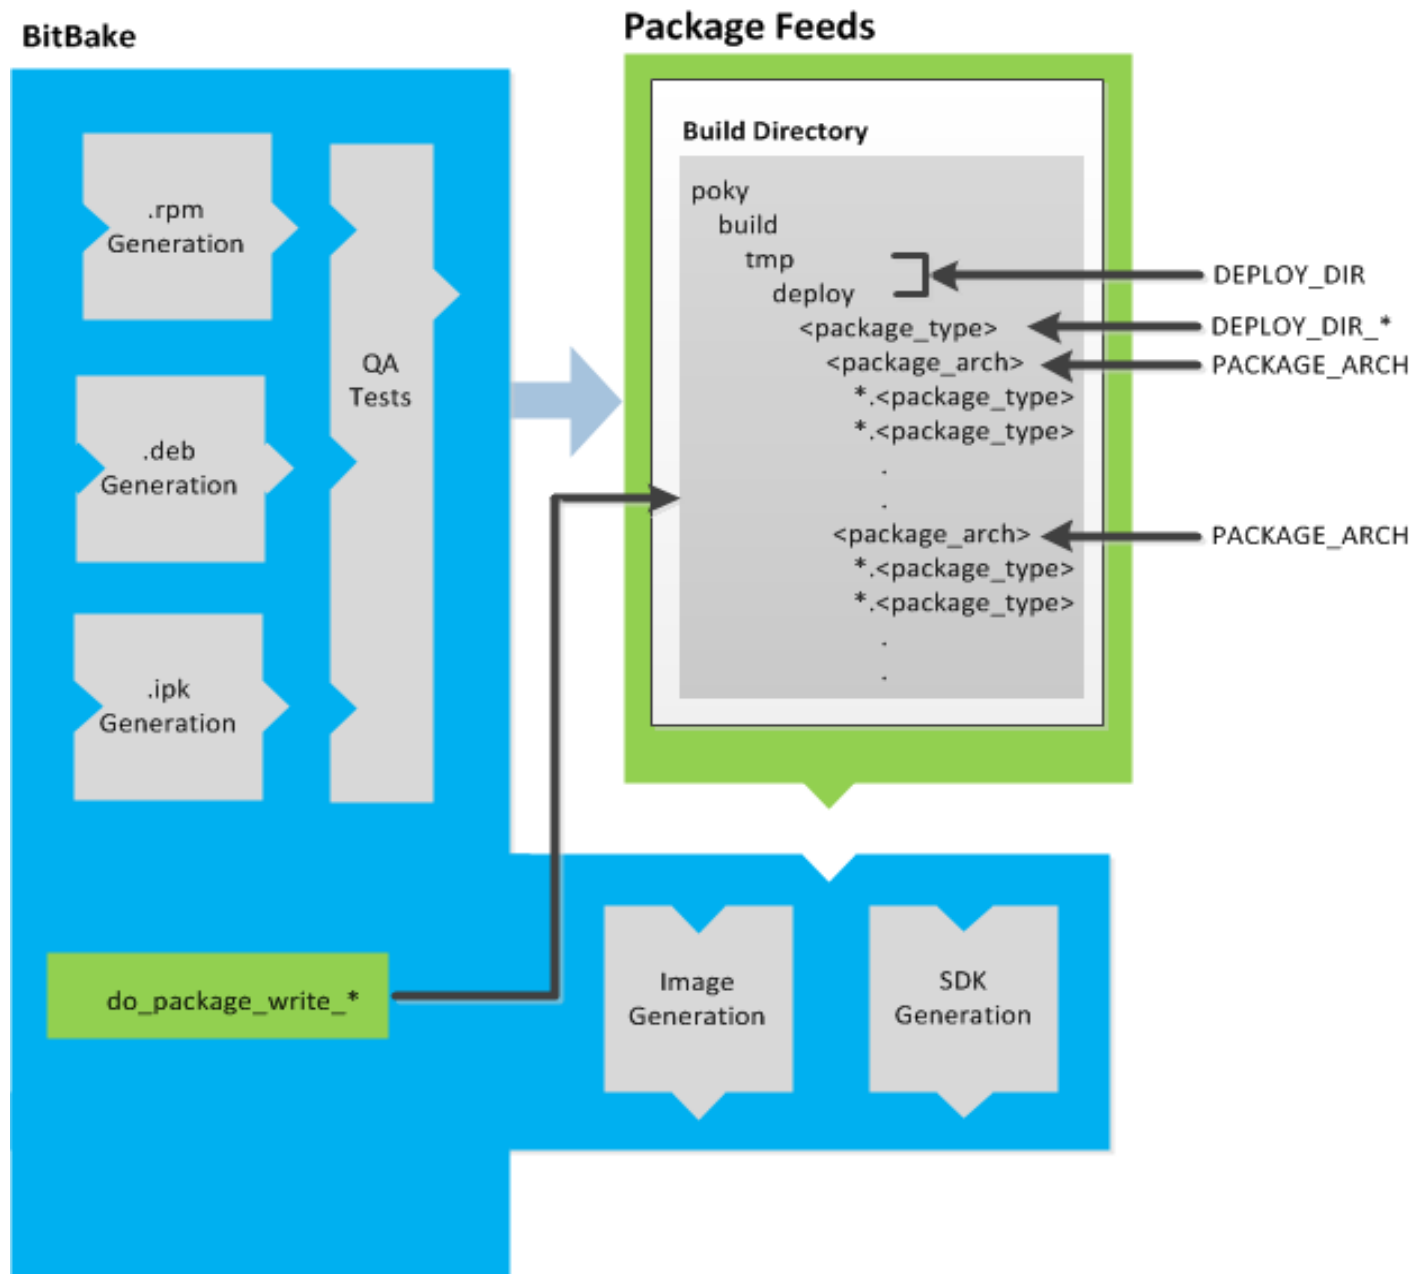 BitBake
.rpm
Generation
.deb
Generation
.ipk
Generation
QA
Tests
do_package_write_*
Package Feeds
Build Directory
poky
build
tmp
deploy
<package_type>
<package_arch>
*.<package_type>
*.<package_type>
.
.
<package_arch>
*.<package_type>
*.<package_type>
.
.
DEPLOY_DIR
DEPLOY_DIR_*
PACKAGE_ARCH
PACKAGE_ARCH
Image
Generation
SDK
Generation